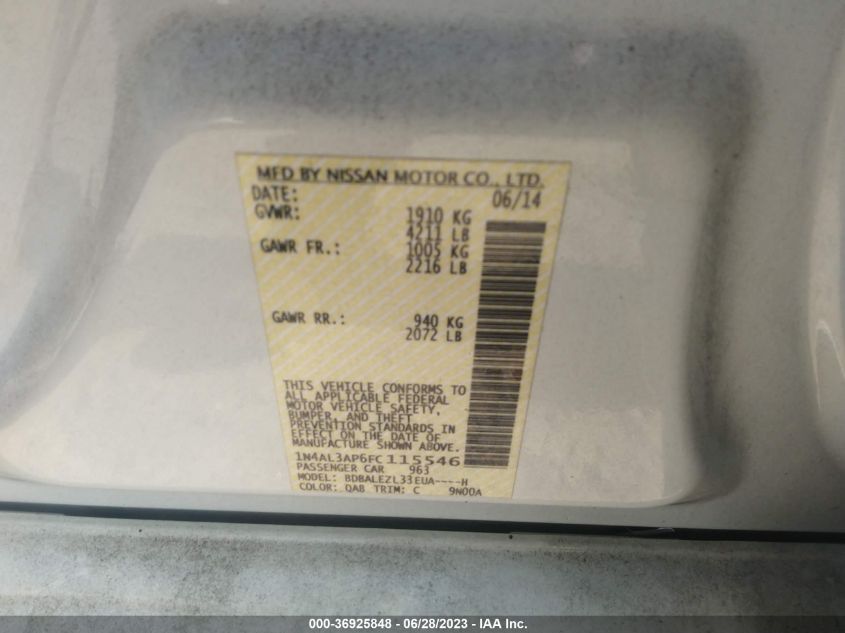 MFD BY NISSAN MOTOR CO., LTD.
DATE: 06/14
GVWR: 1910 KG
4211 LB
GAWR FR.: 1005 KG
2216 LB
GAWR RR.: 940 KG
2072 LB
THIS VEHICLE CONFORMS TO
ALL APPLICABLE FEDERAL
MOTOR VEHICLE SAFETY,
BUMPER, AND THEFT
PREVENTION STANDARDS IN
EFFECT ON THE DATE OF
MANUFACTURE SHOWN ABOVE.
1N4AL3AP6FC115546
PASSENGER CAR 963
MODEL: BDBALEZL33EUA----H
COLOR: QAB TRIM: C 9N00A
000-36925848 - 06/28/2023 - IAA Inc.